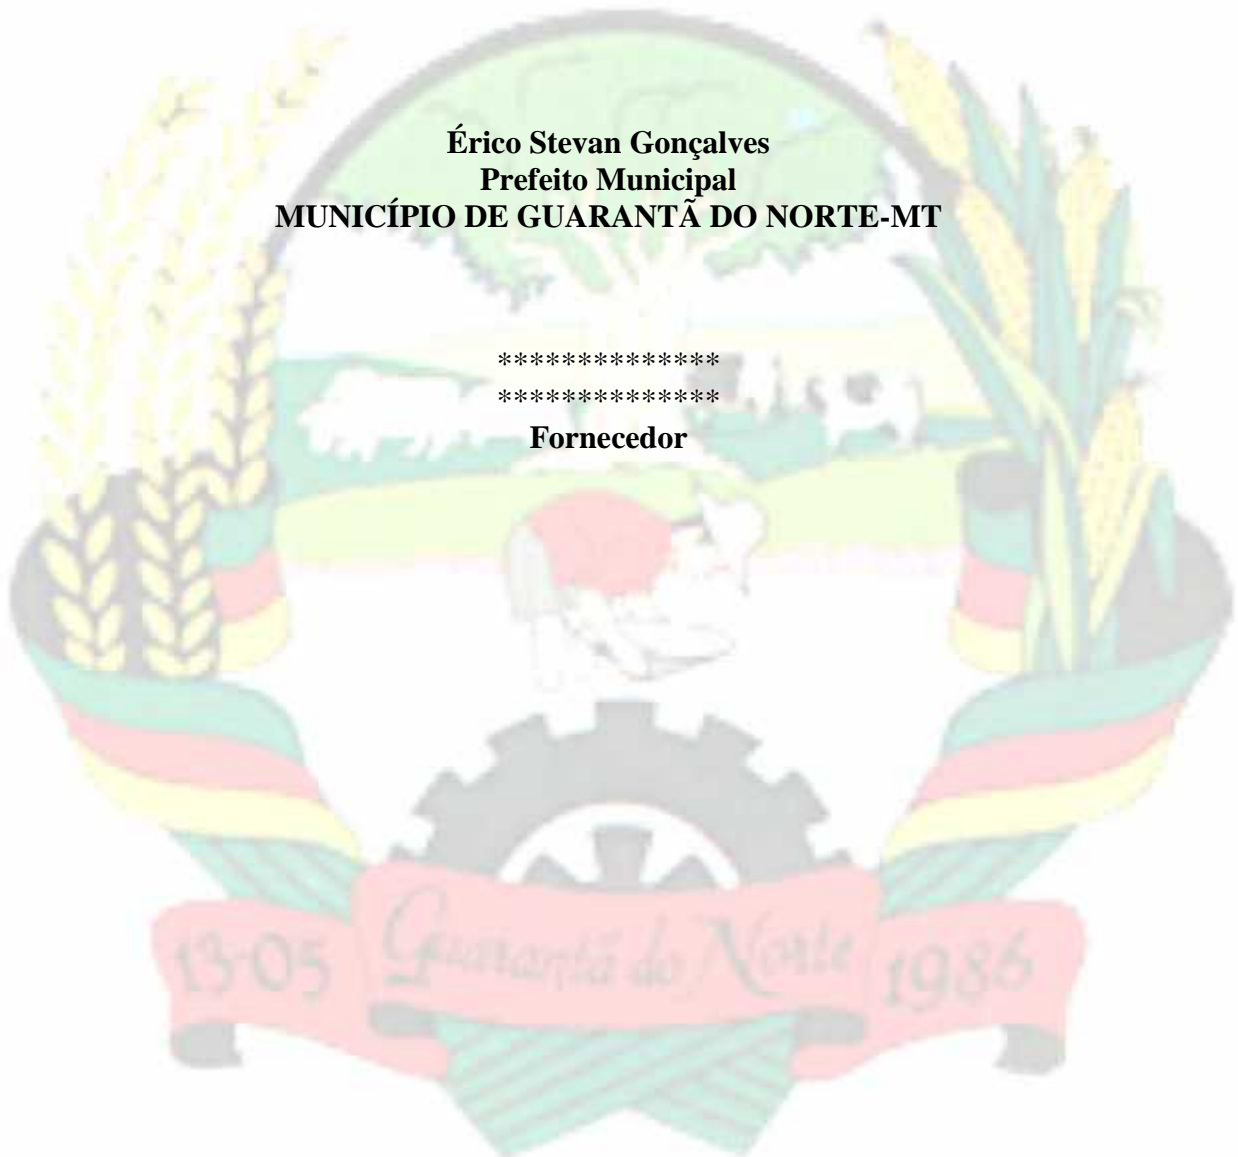 Érico Stevan Gonçalves
Prefeito Municipal
MUNICÍPIO DE GUARANTÃ DO NORTE-MT
**************
**************
Fornecedor
13-05 Guarantã do Norte 1986